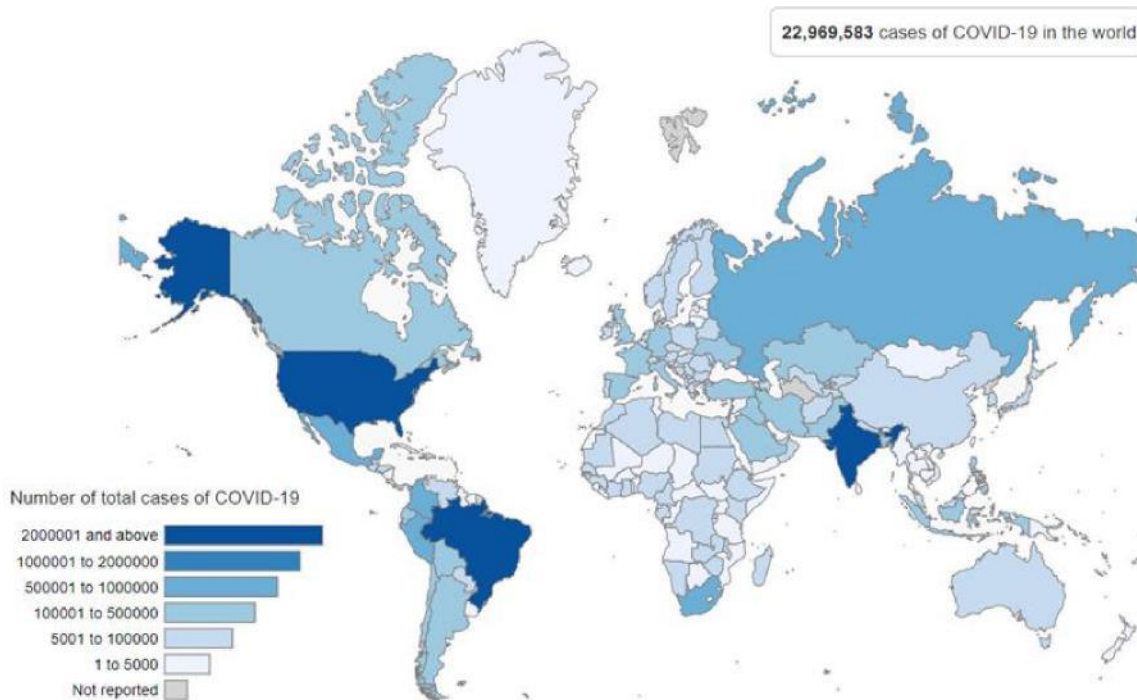 22,969,583 cases of COVID-19 in the world
Number of total cases of COVID-19
2000001 and above
1000001 to 2000000
500001 to 1000000
100001 to 500000
5001 to 100000
1 to 5000
Not reported